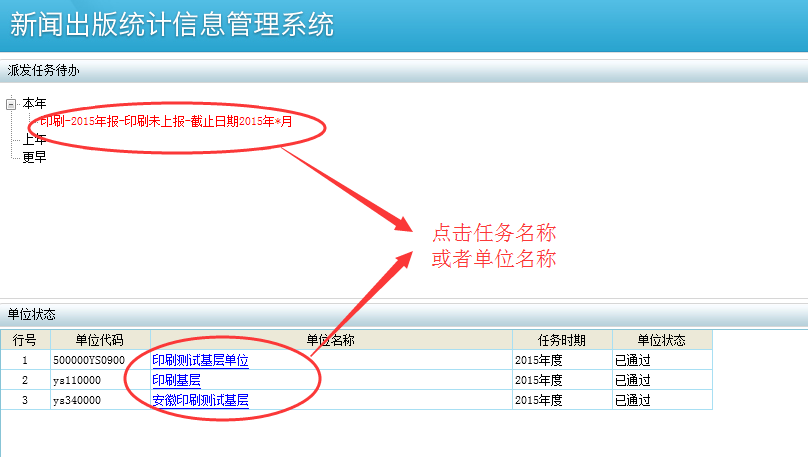 新闻出版统计信息管理系统
派发任务待办
本年
印刷-2015年报-印刷未上报-截止日期2015年*月
上年
更早
点击任务名称
或者单位名称
单位状态
行号 单位代码 单位名称 任务时期 单位状态
1 500000YS0900 印刷测试基层单位 2015年度 已通过
2 ys110000 印刷基层 2015年度 已通过
3 ys340000 安徽印刷测试基层 2015年度 已通过